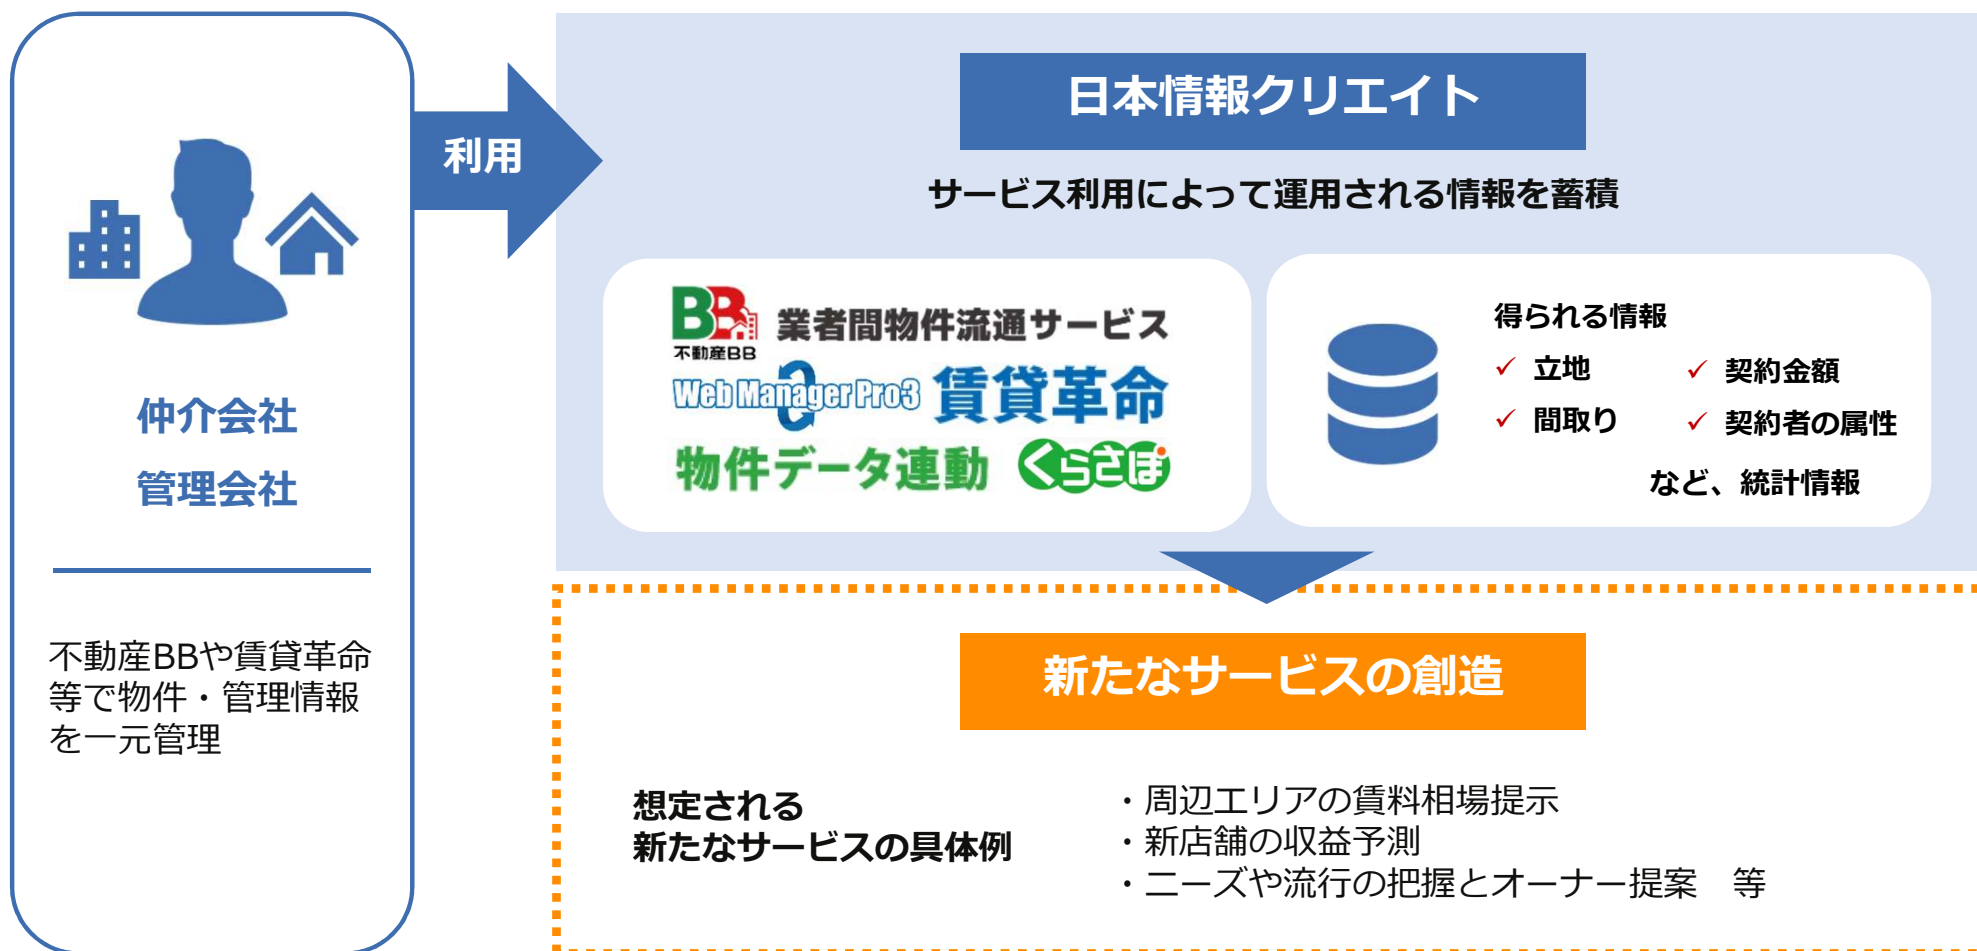 仲介会社
管理会社
不動産BBや賃貸革命
等で物件・管理情報
を一元管理
利用
日本情報クリエイト
サービス利用によって運用される情報を蓄積
BB 業者間物件流通サービス
不動産BB
Web Manager Pro3 賃貸革命
物件データ連動 くらさぽ
得られる情報
✓ 立地 ✓ 契約金額
✓ 間取り ✓ 契約者の属性
など、統計情報
新たなサービスの創造
想定される
新たなサービスの具体例
・周辺エリアの賃料相場提示
・新店舗の収益予測
・ニーズや流行の把握とオーナー提案　等